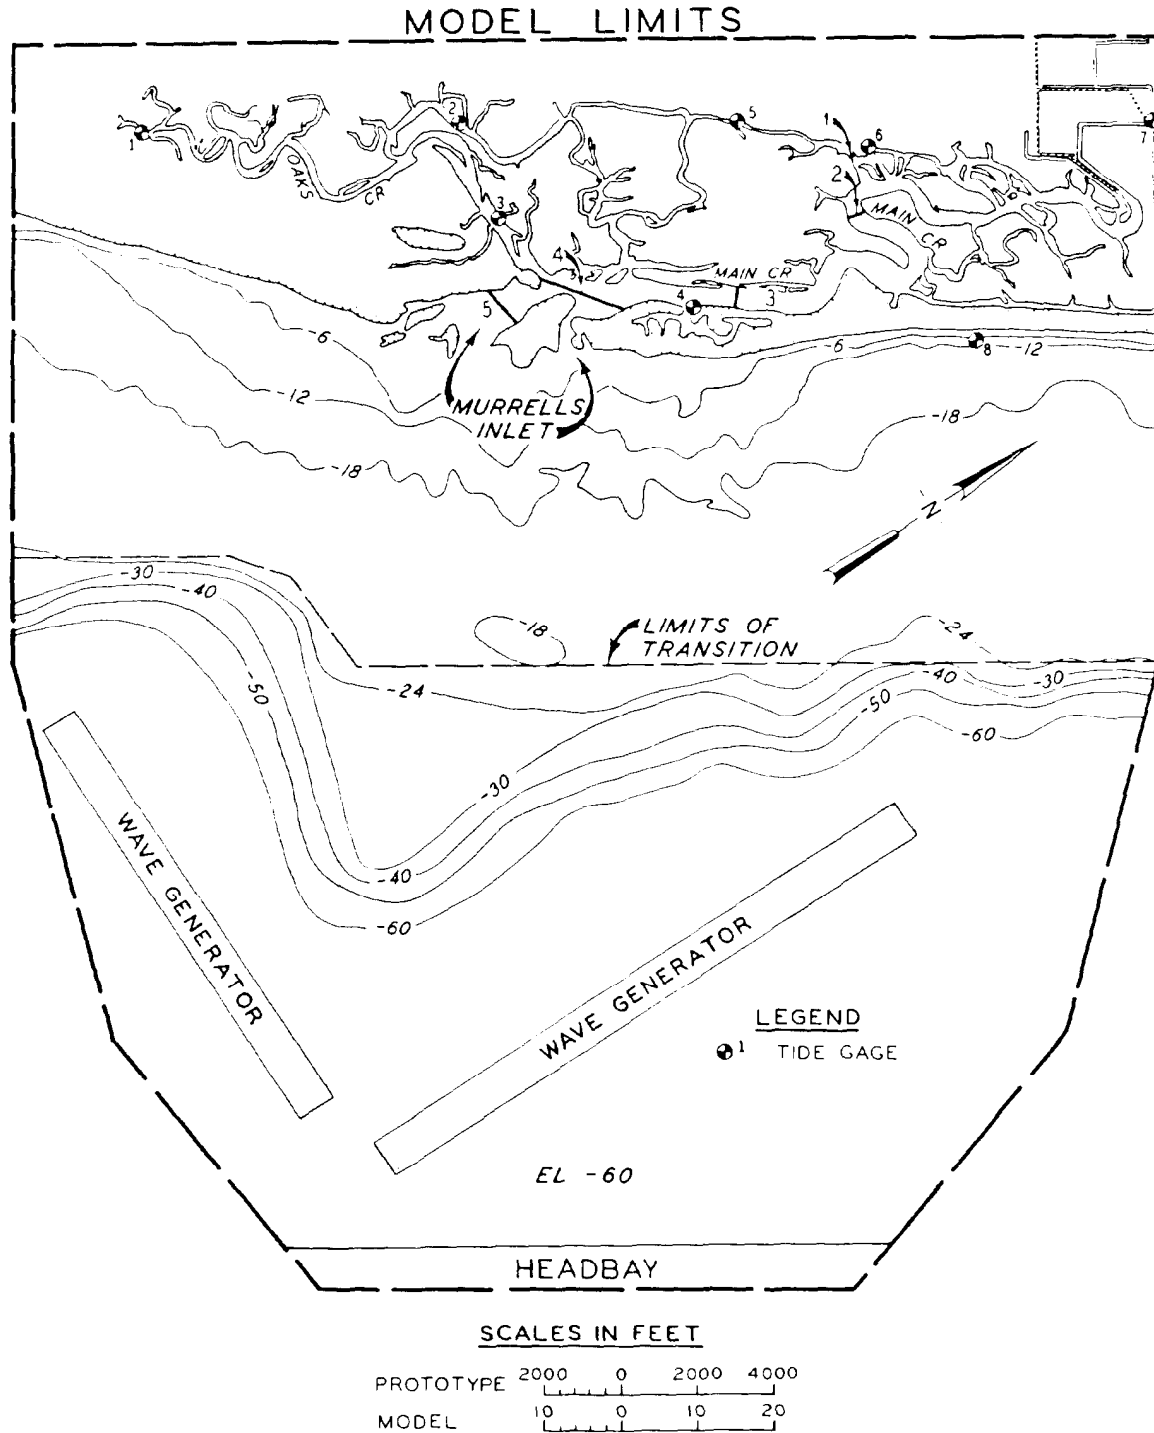 MODEL LIMITS
1
2
3
4
5
6
7
8
1
2
3
4
5
OAKS
CR
MAIN
CR
MAIN CR
-6
-12
-18
-6
-12
-18
MURRELLS
INLET
N
-30
-40
-50
-18
LIMITS OF
TRANSITION
-24
-24
-30
-40
-50
-60
-30
-40
-60
WAVE GENERATOR
WAVE GENERATOR
LEGEND
1 TIDE GAGE
EL -60
HEADBAY
SCALES IN FEET
PROTOTYPE 2000 0 2000 4000
MODEL 10 0 10 20